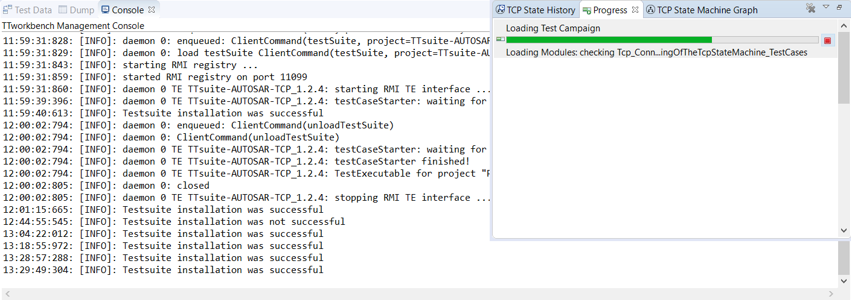 Test Data Dump Console
TTworkbench Management Console
11:59:31:828: [INFO]: daemon 0: enqueued: ClientCommand(testSuite, project=TTsuite-AUTOSAR
11:59:31:829: [INFO]: daemon 0: load testSuite ClientCommand(testSuite, project=TTsuite-AU
11:59:31:843: [INFO]: starting RMI registry ...
11:59:31:859: [INFO]: started RMI registry on port 11099
11:59:31:860: [INFO]: daemon 0 TE TTsuite-AUTOSAR-TCP_1.2.4: starting RMI TE interface ...
11:59:39:396: [INFO]: daemon 0 TE TTsuite-AUTOSAR-TCP_1.2.4: testCaseStarter: waiting for
11:59:40:613: [INFO]: Testsuite installation was successful
12:00:02:794: [INFO]: daemon 0: enqueued: ClientCommand(unloadTestSuite)
12:00:02:794: [INFO]: daemon 0: ClientCommand(unloadTestSuite)
12:00:02:794: [INFO]: daemon 0 TE TTsuite-AUTOSAR-TCP_1.2.4: testCaseStarter: waiting for
12:00:02:794: [INFO]: daemon 0 TE TTsuite-AUTOSAR-TCP_1.2.4: testCaseStarter finished!
12:00:02:794: [INFO]: daemon 0 TE TTsuite-AUTOSAR-TCP_1.2.4: TestExecutable for project "
12:00:02:805: [INFO]: daemon 0: closed
12:00:02:805: [INFO]: daemon 0 TE TTsuite-AUTOSAR-TCP_1.2.4: stopping RMI TE interface ...
12:01:15:665: [INFO]: Testsuite installation was successful
12:44:55:545: [INFO]: Testsuite installation was not successful
13:04:22:012: [INFO]: Testsuite installation was successful
13:18:55:972: [INFO]: Testsuite installation was successful
13:28:57:288: [INFO]: Testsuite installation was successful
13:29:49:304: [INFO]: Testsuite installation was successful
TCP State History Progress TCP State Machine Graph
Loading Test Campaign
Loading Modules: checking Tcp_Conn...ingOfTheTcpStateMachine_TestCases